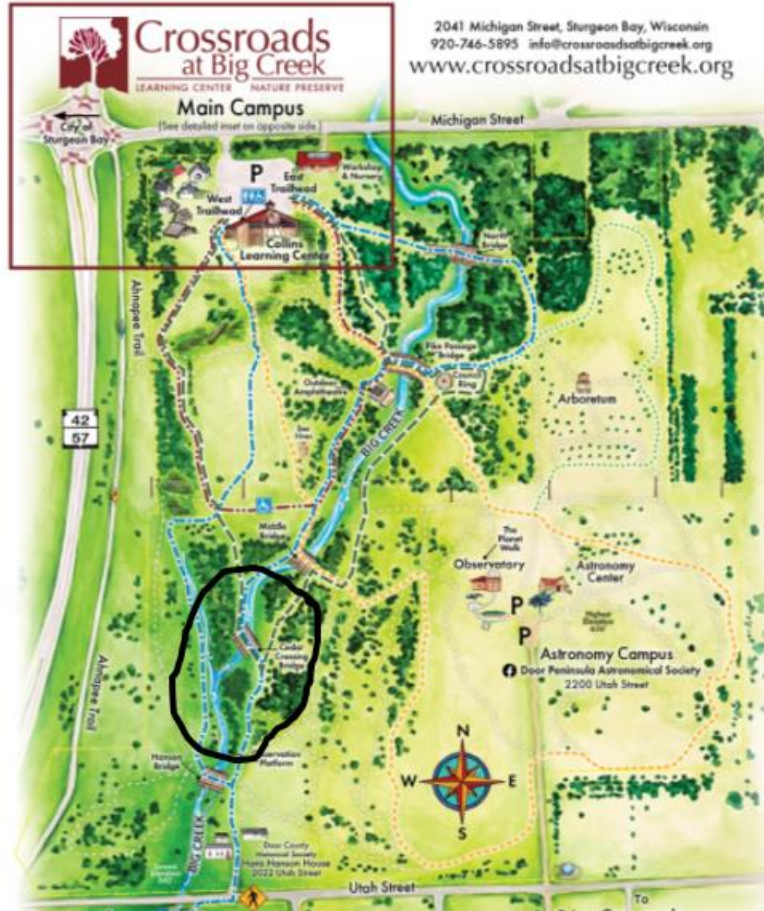 Crossroads
at Big Creek
LEARNING CENTER NATURE PRESERVE
2041 Michigan Street, Sturgeon Bay, Wisconsin
920-746-5895 info@crossroadsatbigcreek.org
www.crossroadsatbigcreek.org
Main Campus
(See detailed inset on opposite side.)
Michigan Street
City of
Sturgeon Bay
P
East
Trailhead
Workshop
& Nursery
West
Trailhead
Collins
Learning Center
North
Bridge
Ahnapee Trail
Pike Passage
Bridge
Council
Ring
Outdoor
Amphitheatre
Arboretum
42
57
BIG CREEK
Middle
Bridge
The
Planet
Walk
Observatory
Astronomy
Center
P
P
Highest
Elevation
Astronomy Campus
Door Peninsula Astronomical Society
2200 Utah Street
Cedar
Crossing
Bridge
Ahnapee Trail
Hanson
Bridge
servation
Platform
N
W E
S
BIG CREEK
Door County
Historical Society
Hans Hanson House
2022 Utah Street
Lowest
Elevation
Utah Street
To